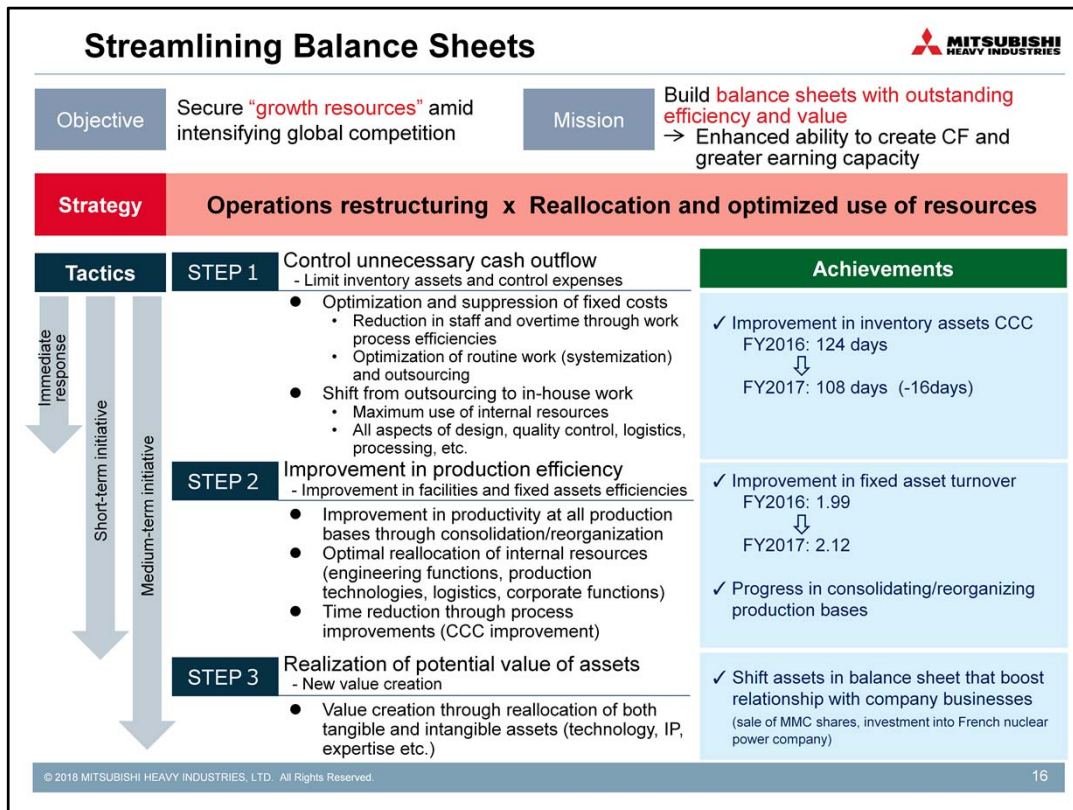 Streamlining Balance Sheets
MITSUBISHI
HEAVY INDUSTRIES
Objective
Secure “growth resources” amid
intensifying global competition
Mission
Build balance sheets with outstanding
efficiency and value
→ Enhanced ability to create CF and
greater earning capacity
Strategy
Operations restructuring x Reallocation and optimized use of resources
Tactics
Immediate
response
Short-term initiative
Medium-term initiative
STEP 1
Control unnecessary cash outflow
- Limit inventory assets and control expenses
● Optimization and suppression of fixed costs
• Reduction in staff and overtime through work
process efficiencies
• Optimization of routine work (systemization)
and outsourcing
● Shift from outsourcing to in-house work
• Maximum use of internal resources
• All aspects of design, quality control, logistics,
processing, etc.
STEP 2
Improvement in production efficiency
- Improvement in facilities and fixed assets efficiencies
● Improvement in productivity at all production
bases through consolidation/reorganization
● Optimal reallocation of internal resources
(engineering functions, production
technologies, logistics, corporate functions)
● Time reduction through process
improvements (CCC improvement)
STEP 3
Realization of potential value of assets
- New value creation
● Value creation through reallocation of both
tangible and intangible assets (technology, IP,
expertise etc.)
Achievements
✓ Improvement in inventory assets CCC
FY2016: 124 days
⇩
FY2017: 108 days (-16days)
✓ Improvement in fixed asset turnover
FY2016: 1.99
⇩
FY2017: 2.12
✓ Progress in consolidating/reorganizing
production bases
✓ Shift assets in balance sheet that boost
relationship with company businesses
(sale of MMC shares, investment into French nuclear
power company)
© 2018 MITSUBISHI HEAVY INDUSTRIES, LTD. All Rights Reserved.
16